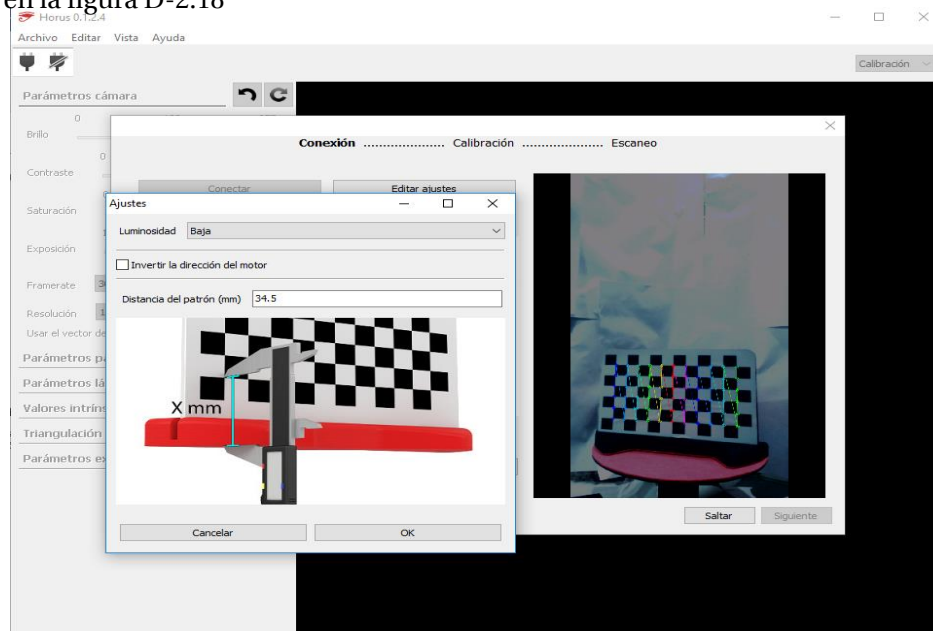 en la figura D-2.18
Horus 0.1.2.4
Archivo Editar Vista Ayuda
Calibración
Parámetros cámara
0
Brillo
Conexión .................... Calibración .................... Escaneo
0
Contraste
Conectar Editar ajustes
Saturación
Ajustes
Luminosidad Baja
Exposición
Invertir la dirección del motor
Framerate
Distancia del patrón (mm) 34.5
Resolución
Usar el vector de
Parámetros
Parámetros
Valores
Triangulación
Parámetros
X mm
Saltar Siguiente
Cancelar OK